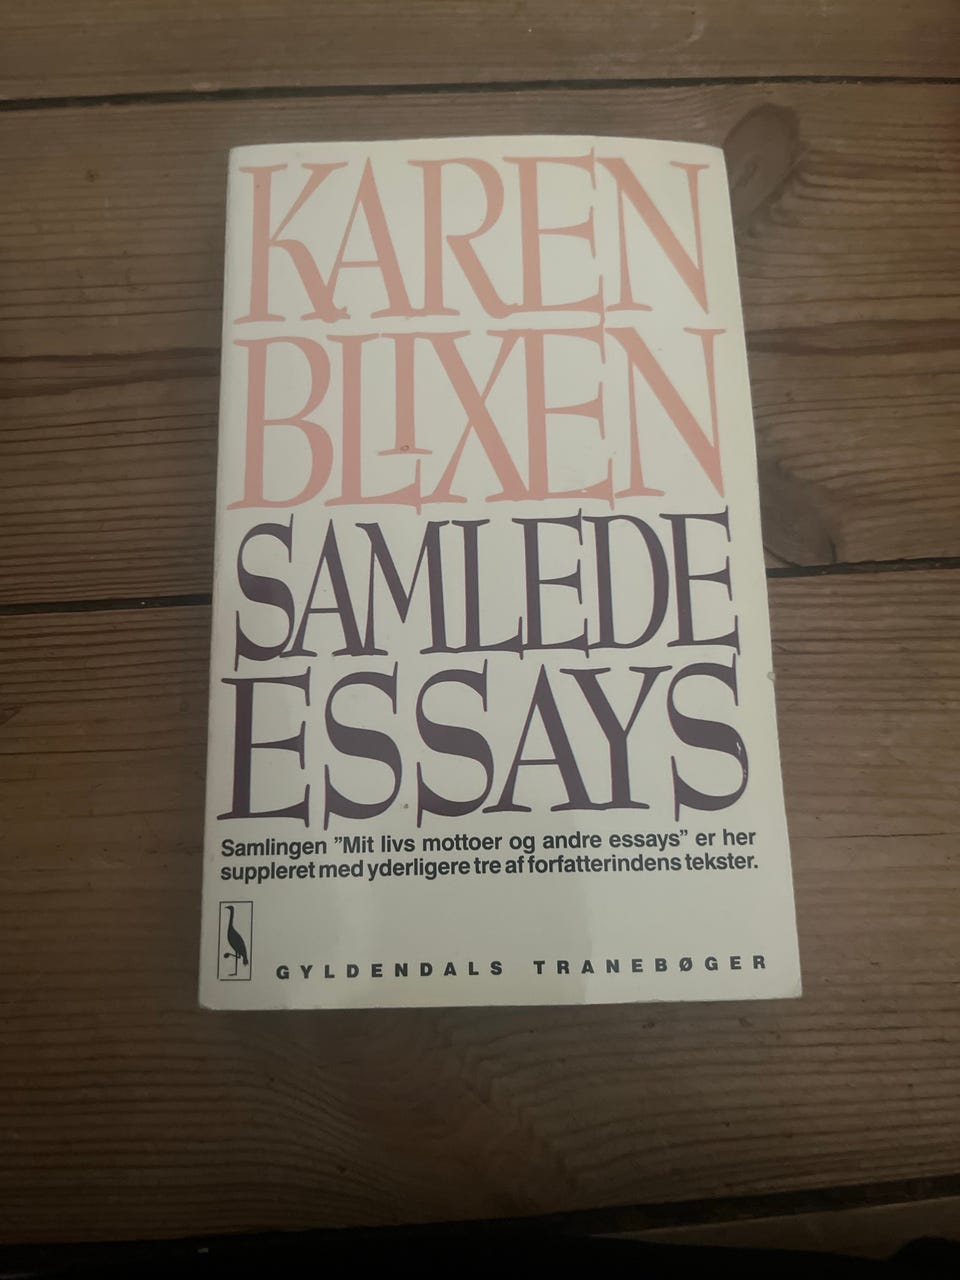 KAREN
BLIXEN
SAMLEDE
ESSAYS
Samlingen ”Mit livs mottoer og andre essays” er her
suppleret med yderligere tre af forfatterindens tekster.
GYLDENDALS TRANEBØGER